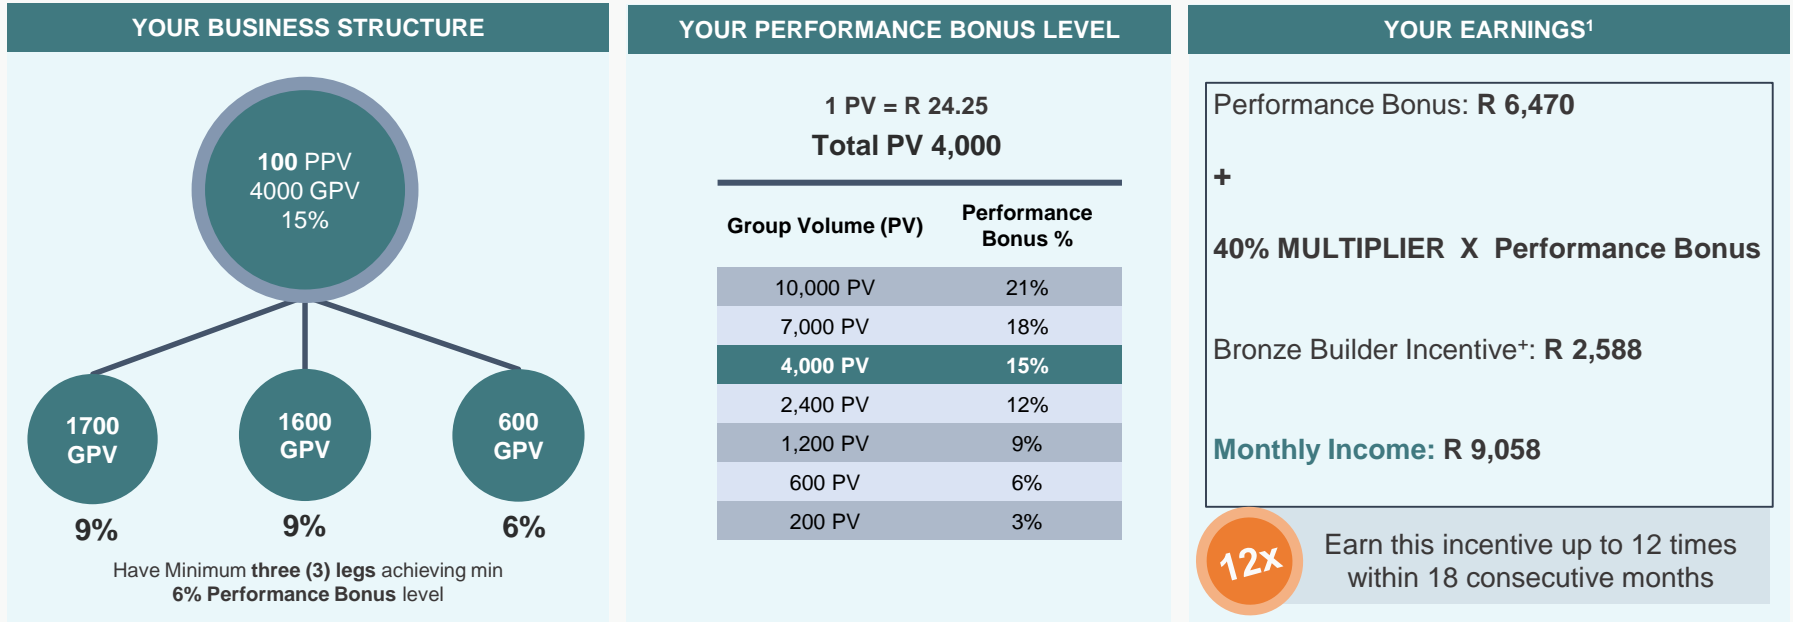 YOUR BUSINESS STRUCTURE
100 PPV
4000 GPV
15%
1700
GPV
1600
GPV
600
GPV
9%
9%
6%
Have Minimum three (3) legs achieving min
6% Performance Bonus level
YOUR PERFORMANCE BONUS LEVEL
1 PV = R 24.25
Total PV 4,000
Group Volume (PV) Performance
Bonus %
10,000 PV 21%
7,000 PV 18%
4,000 PV 15%
2,400 PV 12%
1,200 PV 9%
600 PV 6%
200 PV 3%
YOUR EARNINGS¹
Performance Bonus: R 6,470
+
40% MULTIPLIER X Performance Bonus
Bronze Builder Incentive⁺: R 2,588
Monthly Income: R 9,058
12x
Earn this incentive up to 12 times
within 18 consecutive months